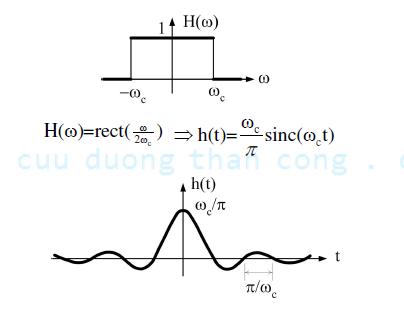 1 H(ω)
ω
−ω_c ω_c
H(ω)=rect(ω/2ω_c) ⇒ h(t)=ω_c/π sinc(ω_c t)
cuu duong than cong . c
h(t)
ω_c/π
t
π/ω_c